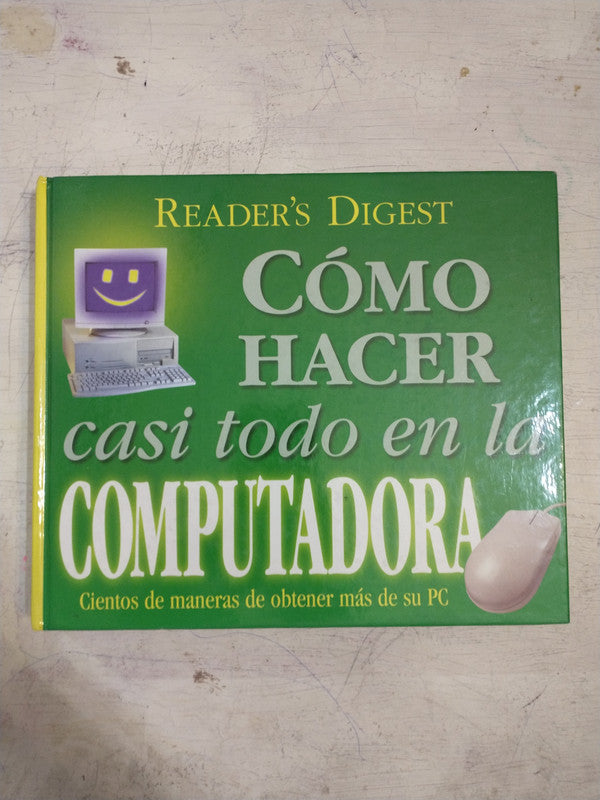 READER'S DIGEST
CÓMO
HACER
casi todo en la
COMPUTADORA
Cientos de maneras de obtener más de su PC